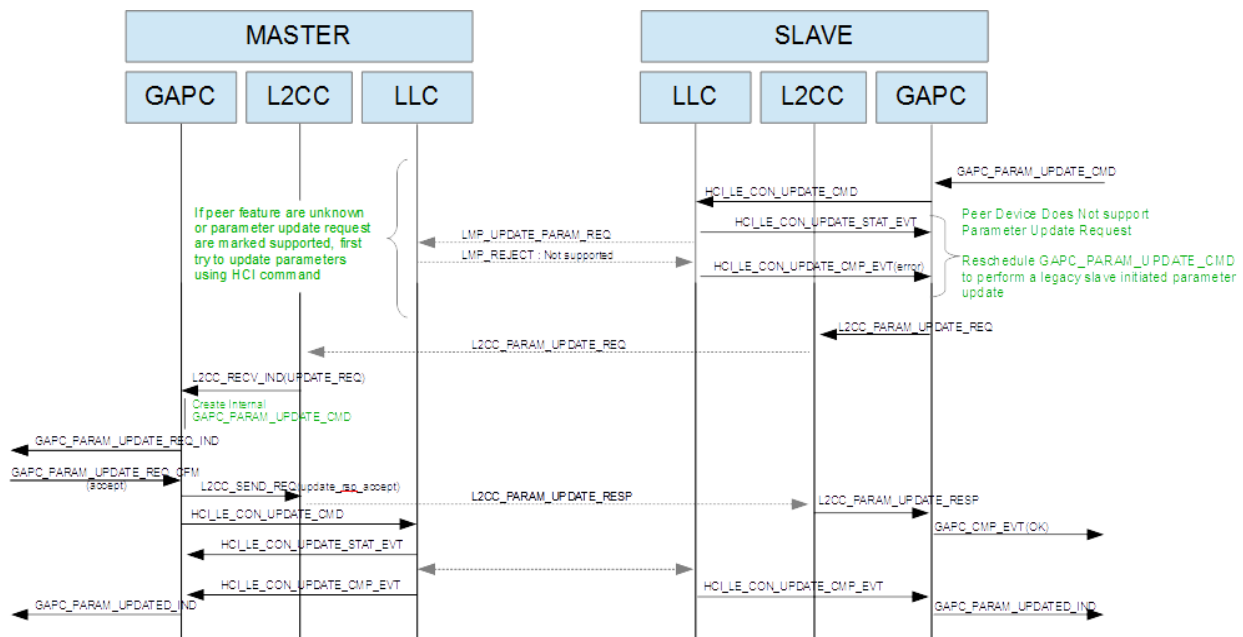 MASTER
SLAVE
GAPC
L2CC
LLC
LLC
L2CC
GAPC
GAPC_PARAM_UPDATE_CMD
HCI_LE_CON_UPDATE_CMD
If peer feature are unknown
or parameter update request
are marked supported, first
try to update parameters
using HCI command
HCI_LE_CON_UPDATE_STAT_EVT
Peer Device Does Not support
Parameter Update Request
LMP_UPDATE_PARAM_REQ
LMP_REJECT : Not supported
HCI_LE_CON_UPDATE_CMP_EVT(error)
Reschedule GAPC_PARAM_UPDATE_CMD
to perform a legacy slave initiated parameter
update
L2CC_PARAM_UPDATE_REQ
L2CC_PARAM_UPDATE_REQ
L2CC_RECV_IND(UPDATE_REQ)
Create Internal
GAPC_PARAM_UPDATE_CMD
GAPC_PARAM_UPDATE_REQ_IND
GAPC_PARAM_UPDATE_REQ_CFM
(accept)
L2CC_SEND_REQ(update_rsp_accept)
L2CC_PARAM_UPDATE_RESP
L2CC_PARAM_UPDATE_RESP
HCI_LE_CON_UPDATE_CMD
GAPC_CMP_EVT(OK)
HCI_LE_CON_UPDATE_STAT_EVT
HCI_LE_CON_UPDATE_CMP_EVT
HCI_LE_CON_UPDATE_CMP_EVT
GAPC_PARAM_UPDATED_IND
GAPC_PARAM_UPDATED_IND